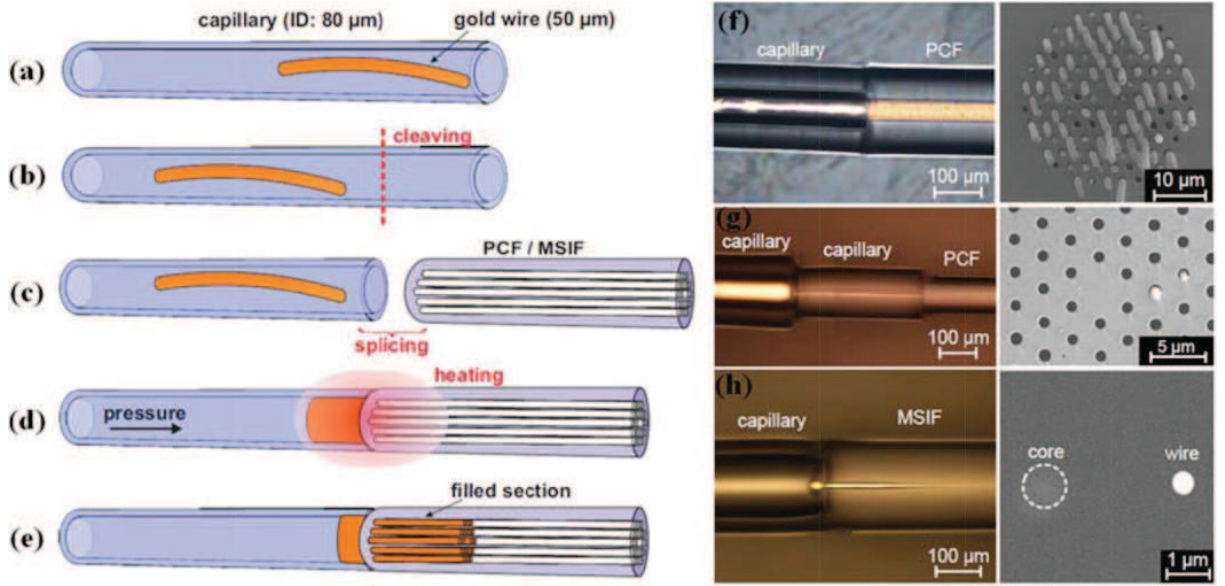 capillary (ID: 80 µm)
gold wire (50 µm)
(a)
cleaving
(b)
PCF / MSIF
(c)
splicing
heating
(d)
pressure
filled section
(e)
(f)
capillary
PCF
100 µm
10 µm
(g)
capillary
capillary
PCF
100 µm
5 µm
(h)
capillary
MSIF
100 µm
core
wire
1 µm